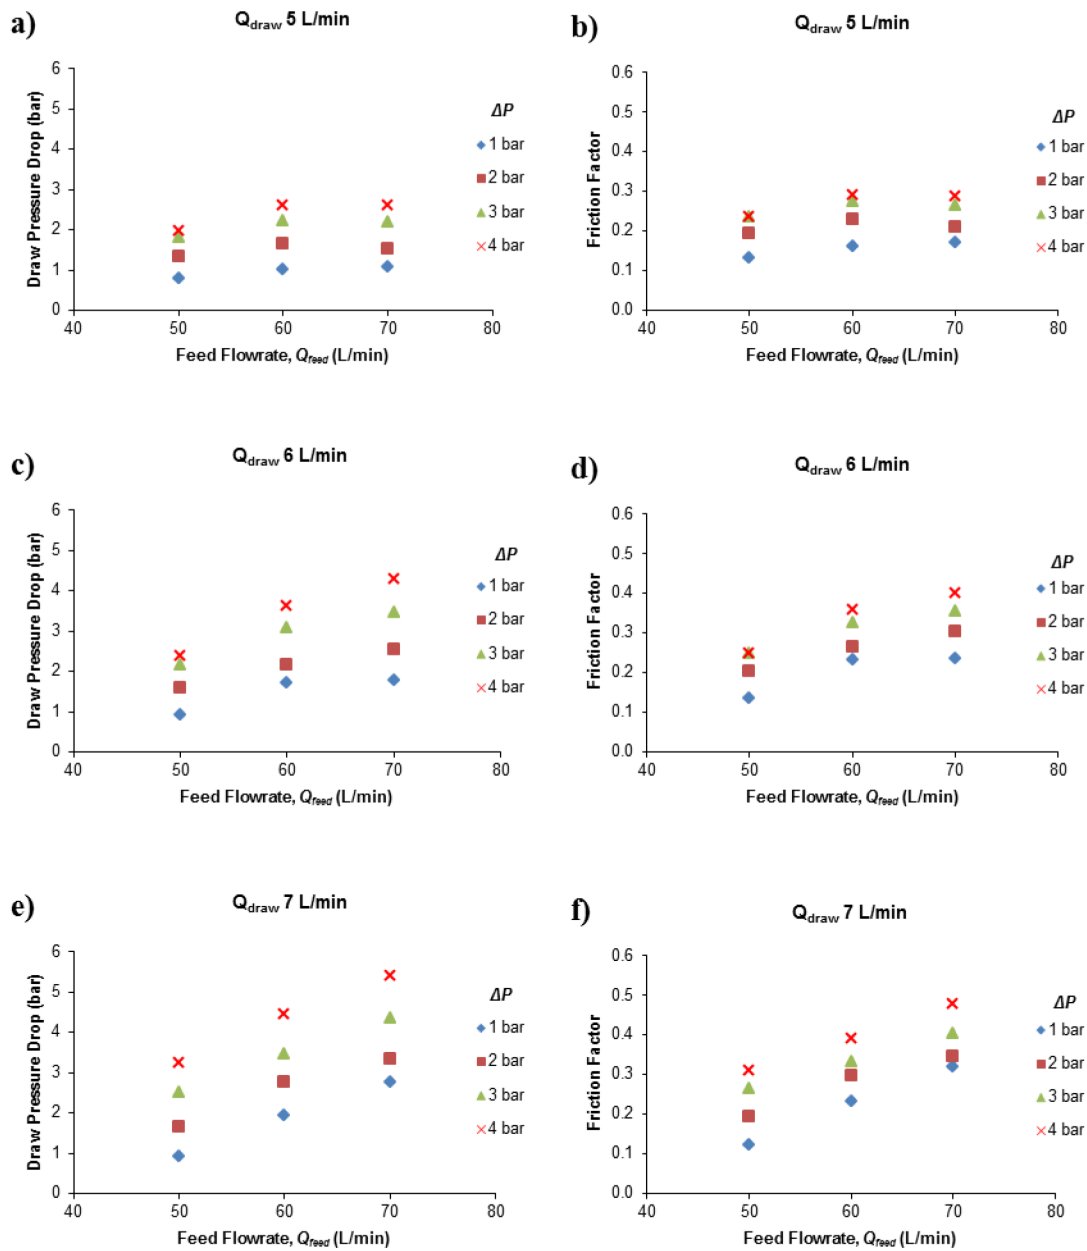 a)
Qdraw 5 L/min
Draw Pressure Drop (bar)
6
5
4
3
2
1
0
40 50 60 70 80
Feed Flowrate, Qfeed (L/min)
ΔP
1 bar
2 bar
3 bar
4 bar
b)
Qdraw 5 L/min
Friction Factor
0.6
0.5
0.4
0.3
0.2
0.1
0.0
40 50 60 70 80
Feed Flowrate, Qfeed (L/min)
ΔP
1 bar
2 bar
3 bar
4 bar
c)
Qdraw 6 L/min
Draw Pressure Drop (bar)
6
5
4
3
2
1
0
40 50 60 70 80
Feed Flowrate, Qfeed (L/min)
ΔP
1 bar
2 bar
3 bar
4 bar
d)
Qdraw 6 L/min
Friction Factor
0.6
0.5
0.4
0.3
0.2
0.1
0.0
40 50 60 70 80
Feed Flowrate, Qfeed (L/min)
ΔP
1 bar
2 bar
3 bar
4 bar
e)
Qdraw 7 L/min
Draw Pressure Drop (bar)
6
5
4
3
2
1
0
40 50 60 70 80
Feed Flowrate, Qfeed (L/min)
ΔP
1 bar
2 bar
3 bar
4 bar
f)
Qdraw 7 L/min
Friction Factor
0.6
0.5
0.4
0.3
0.2
0.1
0.0
40 50 60 70 80
Feed Flowrate, Qfeed (L/min)
ΔP
1 bar
2 bar
3 bar
4 bar